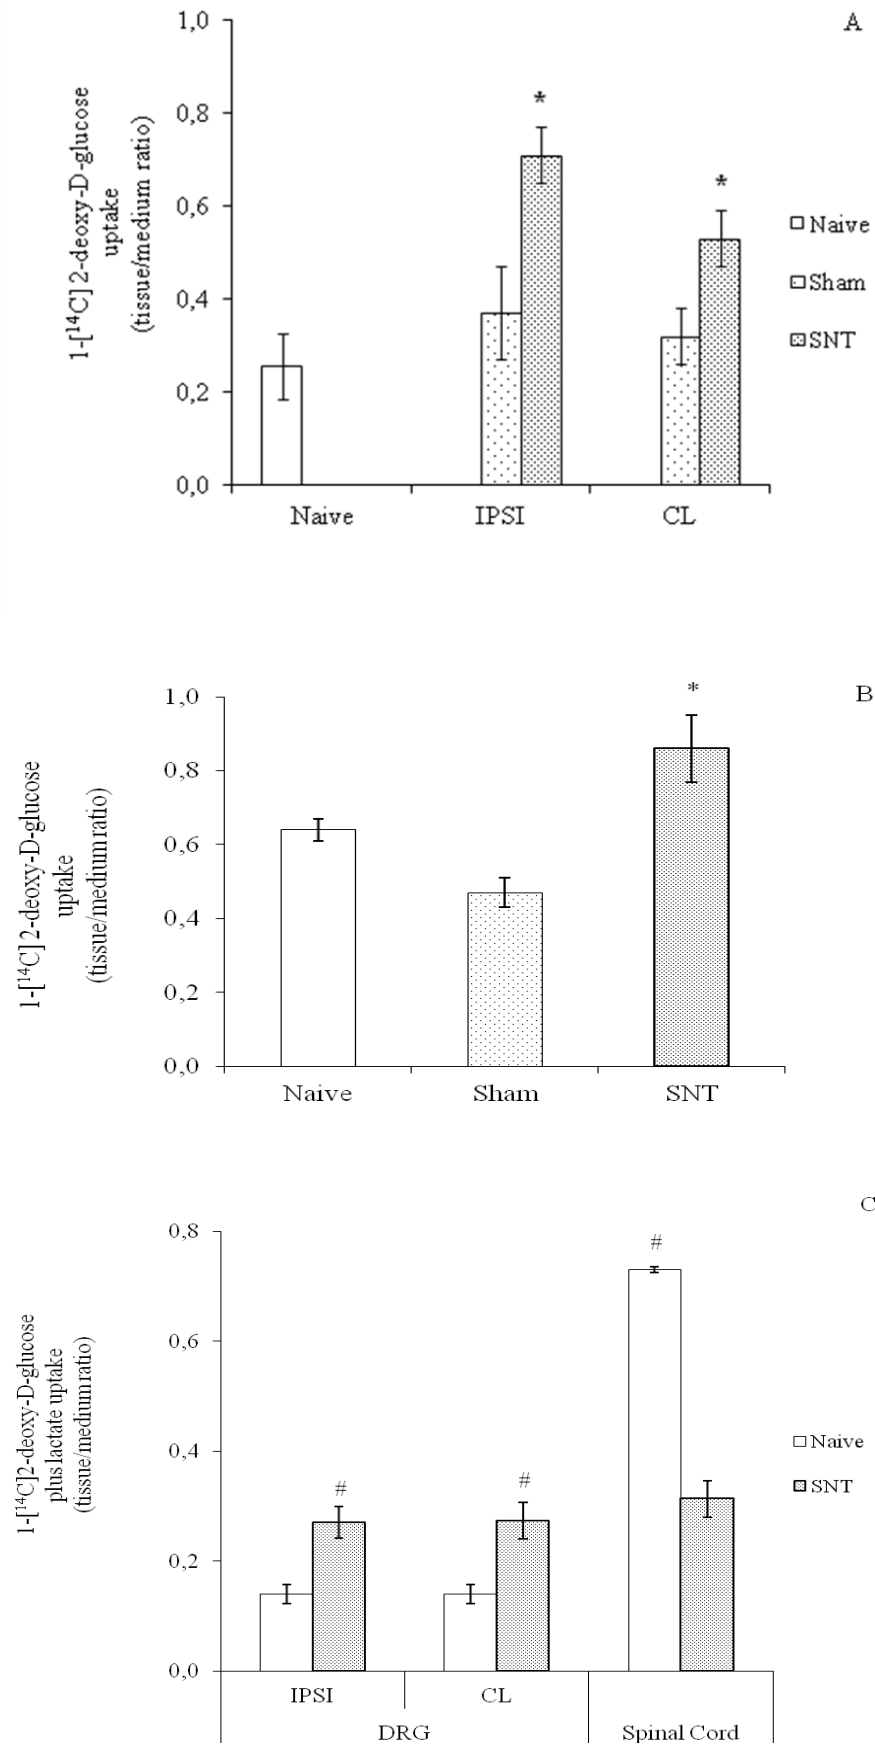 A
1-[14C] 2-deoxy-D-glucose
uptake
(tissue/medium ratio)
1,0
0,8
0,6
0,4
0,2
0,0
*
*
Naive
IPSI
CL
Naive
Sham
SNT
B
1-[14C] 2-deoxy-D-glucose
uptake
(tissue/medium ratio)
1,0
0,8
0,6
0,4
0,2
0,0
*
Naive
Sham
SNT
C
1-[14C]2-deoxy-D-glucose
plus lactate uptake
(tissue/medium ratio)
0,8
0,6
0,4
0,2
0,0
#
#
#
IPSI
CL
DRG
Spinal Cord
Naive
SNT